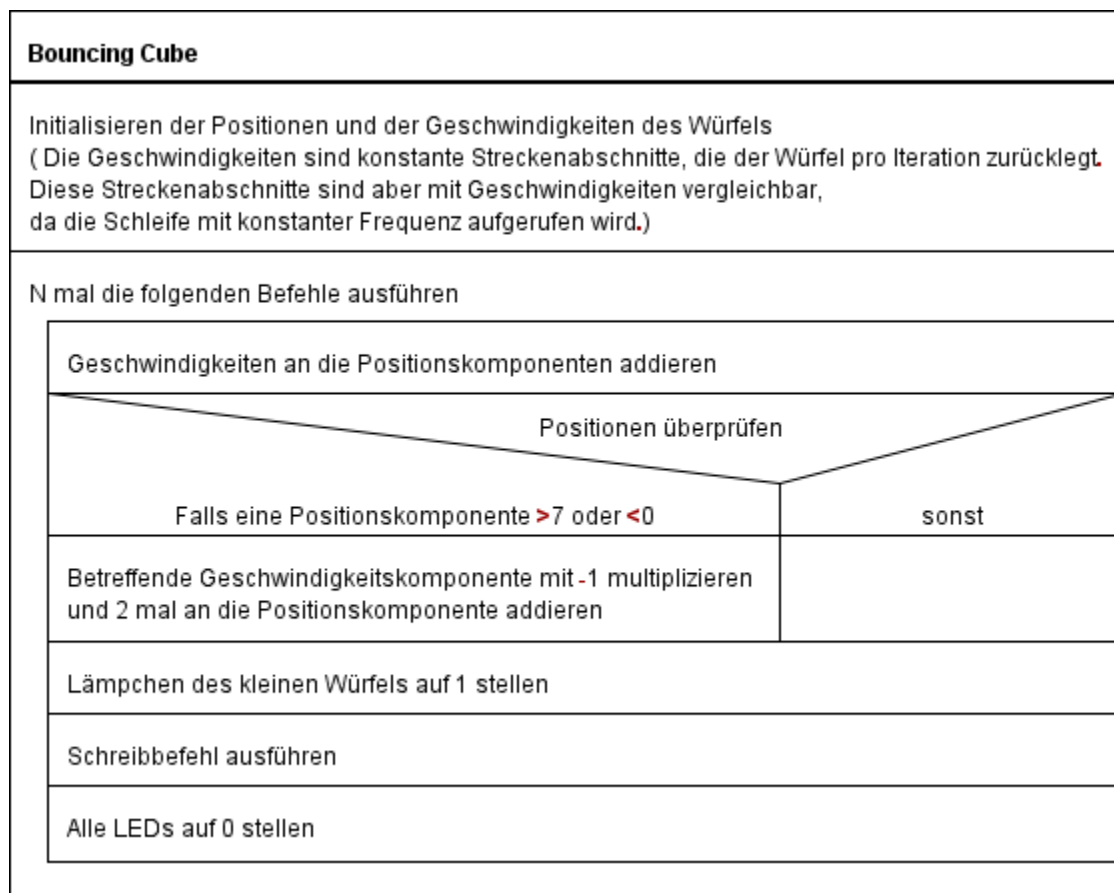 Bouncing Cube
Initialisieren der Positionen und der Geschwindigkeiten des Würfels
( Die Geschwindigkeiten sind konstante Streckenabschnitte, die der Würfel pro Iteration zurücklegt.
Diese Streckenabschnitte sind aber mit Geschwindigkeiten vergleichbar,
da die Schleife mit konstanter Frequenz aufgerufen wird.)
N mal die folgenden Befehle ausführen
Geschwindigkeiten an die Positionskomponenten addieren
Positionen überprüfen
Falls eine Positionskomponente >7 oder <0
sonst
Betreffende Geschwindigkeitskomponente mit -1 multiplizieren
und 2 mal an die Positionskomponente addieren
Lämpchen des kleinen Würfels auf 1 stellen
Schreibbefehl ausführen
Alle LEDs auf 0 stellen